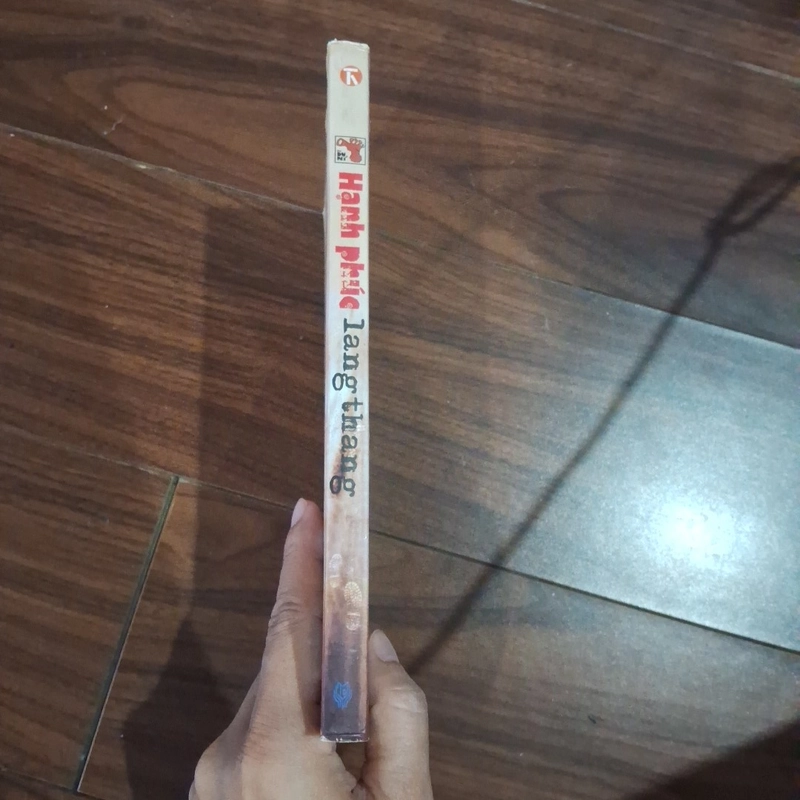 Hạnh phúc
lang thang